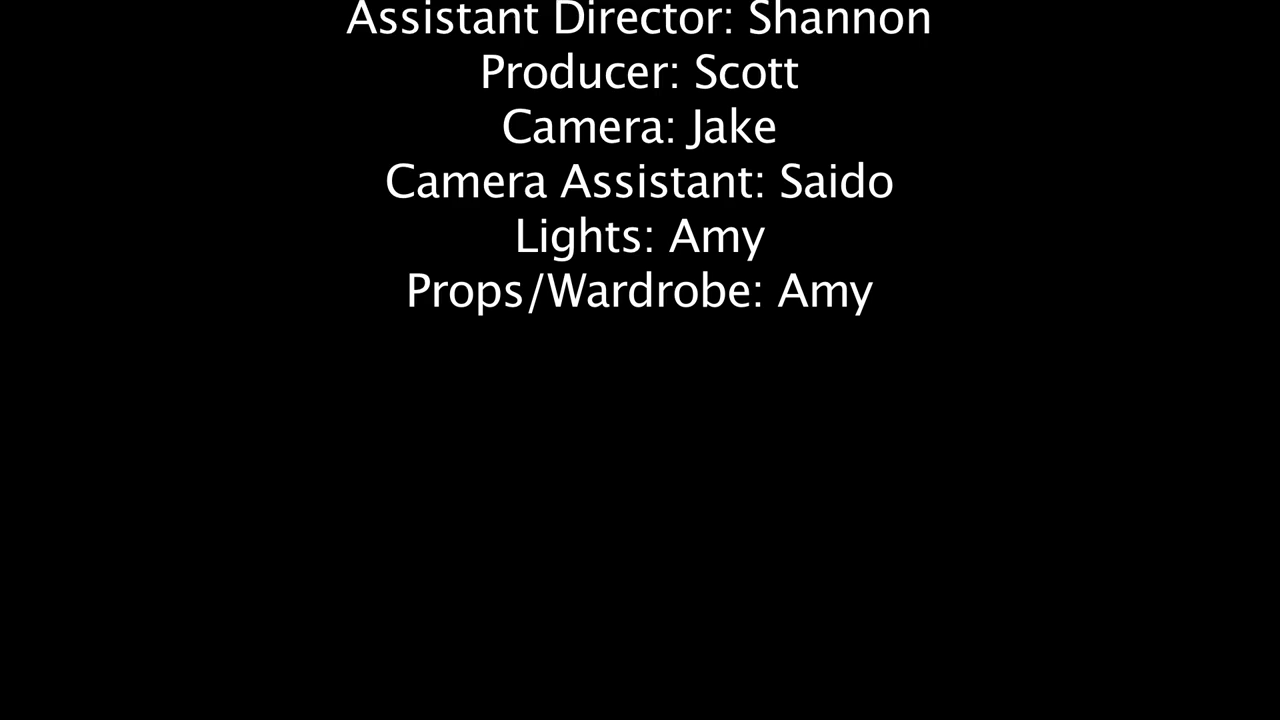 Assistant Director: Shannon
Producer: Scott
Camera: Jake
Camera Assistant: Saido
Lights: Amy
Props/Wardrobe: Amy